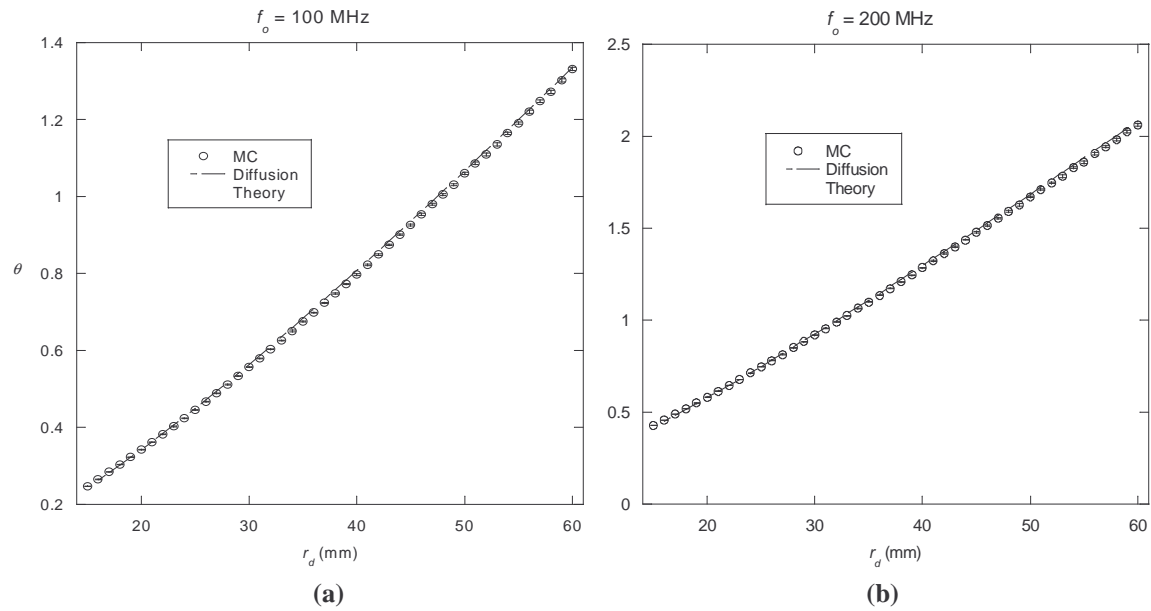 f_o = 100 MHz
1.4
1.2
1
0.8
0.6
0.4
0.2
θ
MC
Diffusion
Theory
20
30
40
50
60
r_d (mm)
(a)
f_o = 200 MHz
2.5
2
1.5
1
0.5
0
MC
Diffusion
Theory
20
30
40
50
60
r_d (mm)
(b)